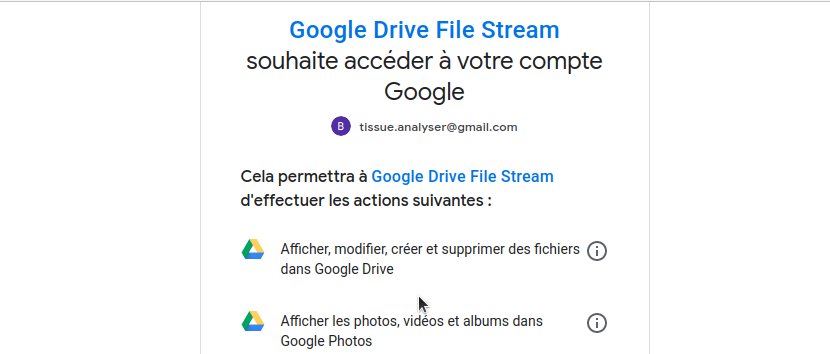 Google Drive File Stream
souhaite accéder à votre compte
Google
B tissue.analyser@gmail.com
Cela permettra à Google Drive File Stream
d'effectuer les actions suivantes :
Afficher, modifier, créer et supprimer des fichiers
dans Google Drive
Afficher les photos, vidéos et albums dans
Google Photos